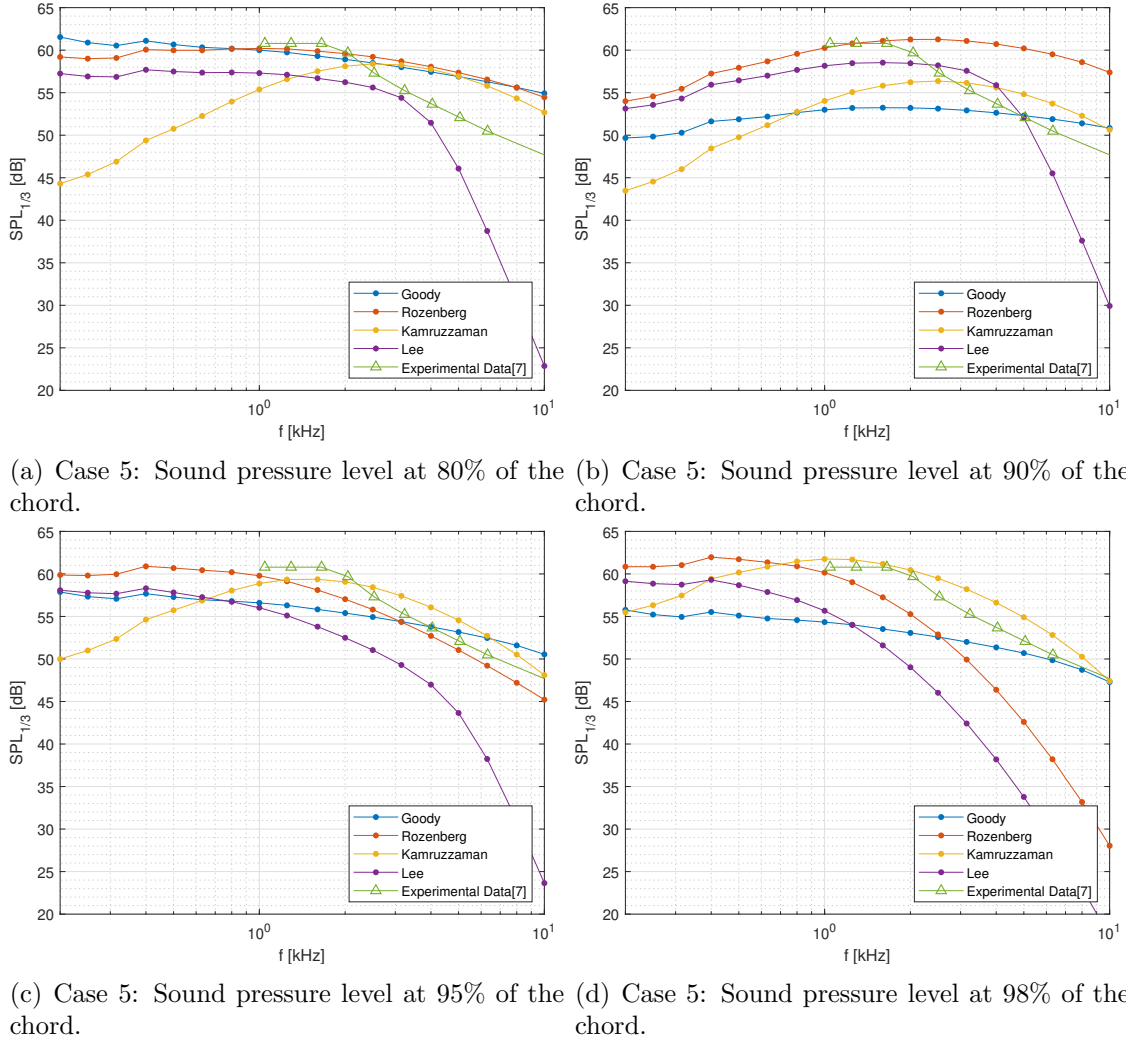 65
60
55
50
45
40
35
30
25
20
SPL1/3 [dB]
10^0
10^1
f [kHz]
Goody
Rozenberg
Kamruzzaman
Lee
Experimental Data[7]
65
60
55
50
45
40
35
30
25
20
SPL1/3 [dB]
10^0
10^1
f [kHz]
Goody
Rozenberg
Kamruzzaman
Lee
Experimental Data[7]
(a) Case 5: Sound pressure level at 80% of the
chord.
(b) Case 5: Sound pressure level at 90% of the
chord.
65
60
55
50
45
40
35
30
25
20
SPL1/3 [dB]
10^0
10^1
f [kHz]
Goody
Rozenberg
Kamruzzaman
Lee
Experimental Data[7]
65
60
55
50
45
40
35
30
25
20
SPL1/3 [dB]
10^0
10^1
f [kHz]
Goody
Rozenberg
Kamruzzaman
Lee
Experimental Data[7]
(c) Case 5: Sound pressure level at 95% of the
chord.
(d) Case 5: Sound pressure level at 98% of the
chord.